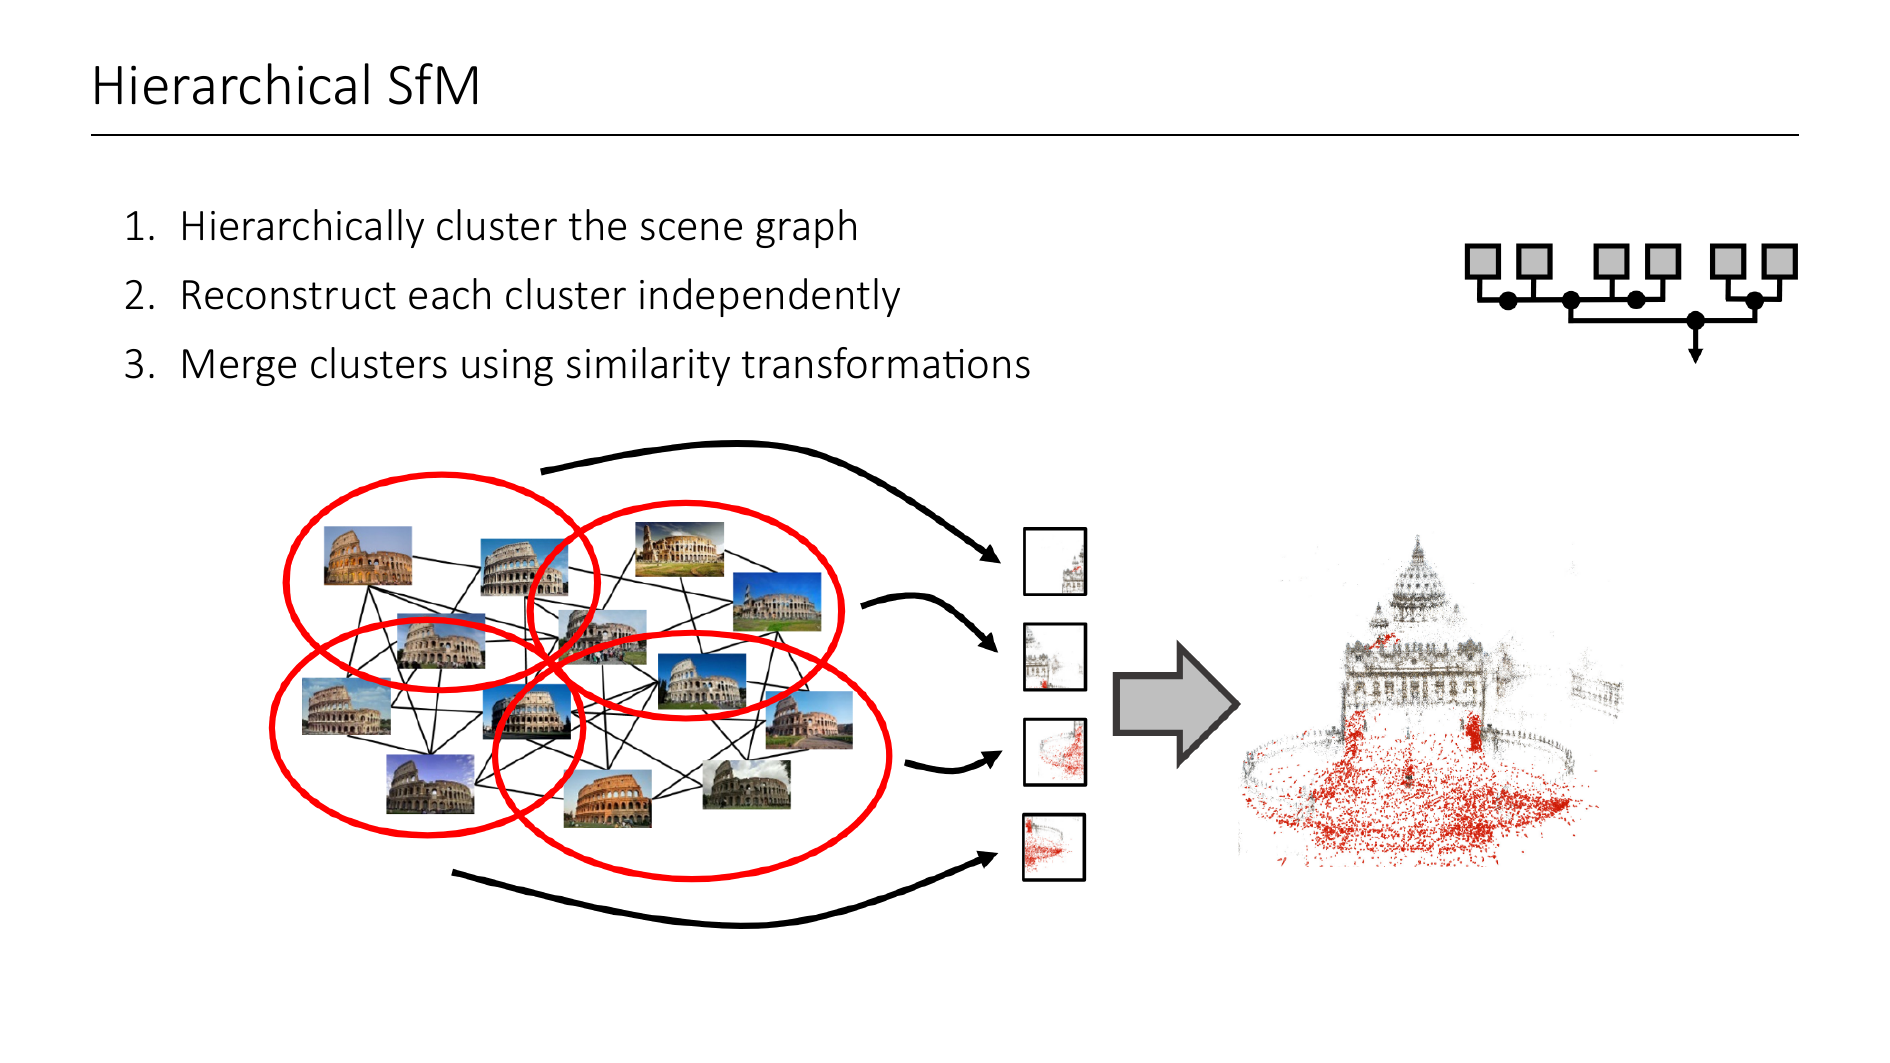 Hierarchical SfM
1. Hierarchically cluster the scene graph
2. Reconstruct each cluster independently
3. Merge clusters using similarity transformations